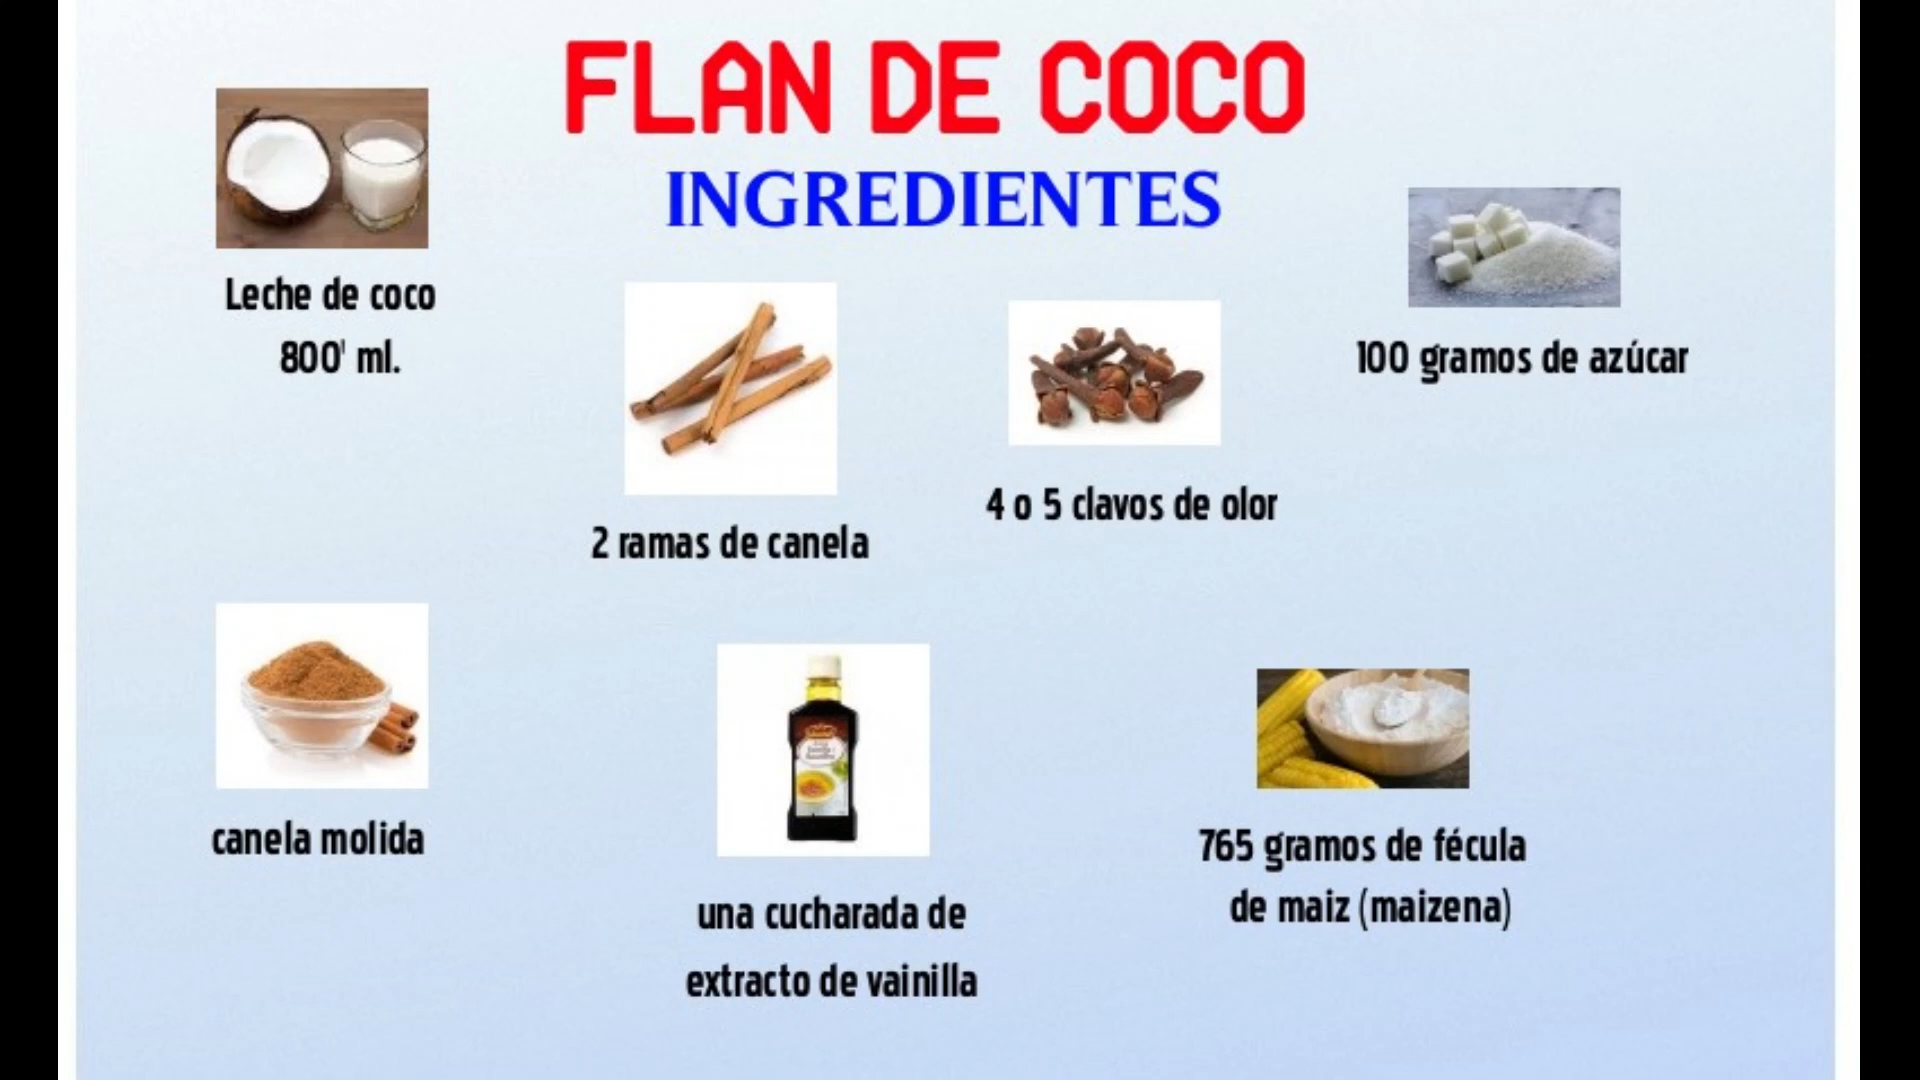 FLAN DE COCO
INGREDIENTES
Leche de coco
800' ml.
2 ramas de canela
4 o 5 clavos de olor
100 gramos de azúcar
canela molida
una cucharada de
extracto de vainilla
765 gramos de fécula
de maiz (maizena)